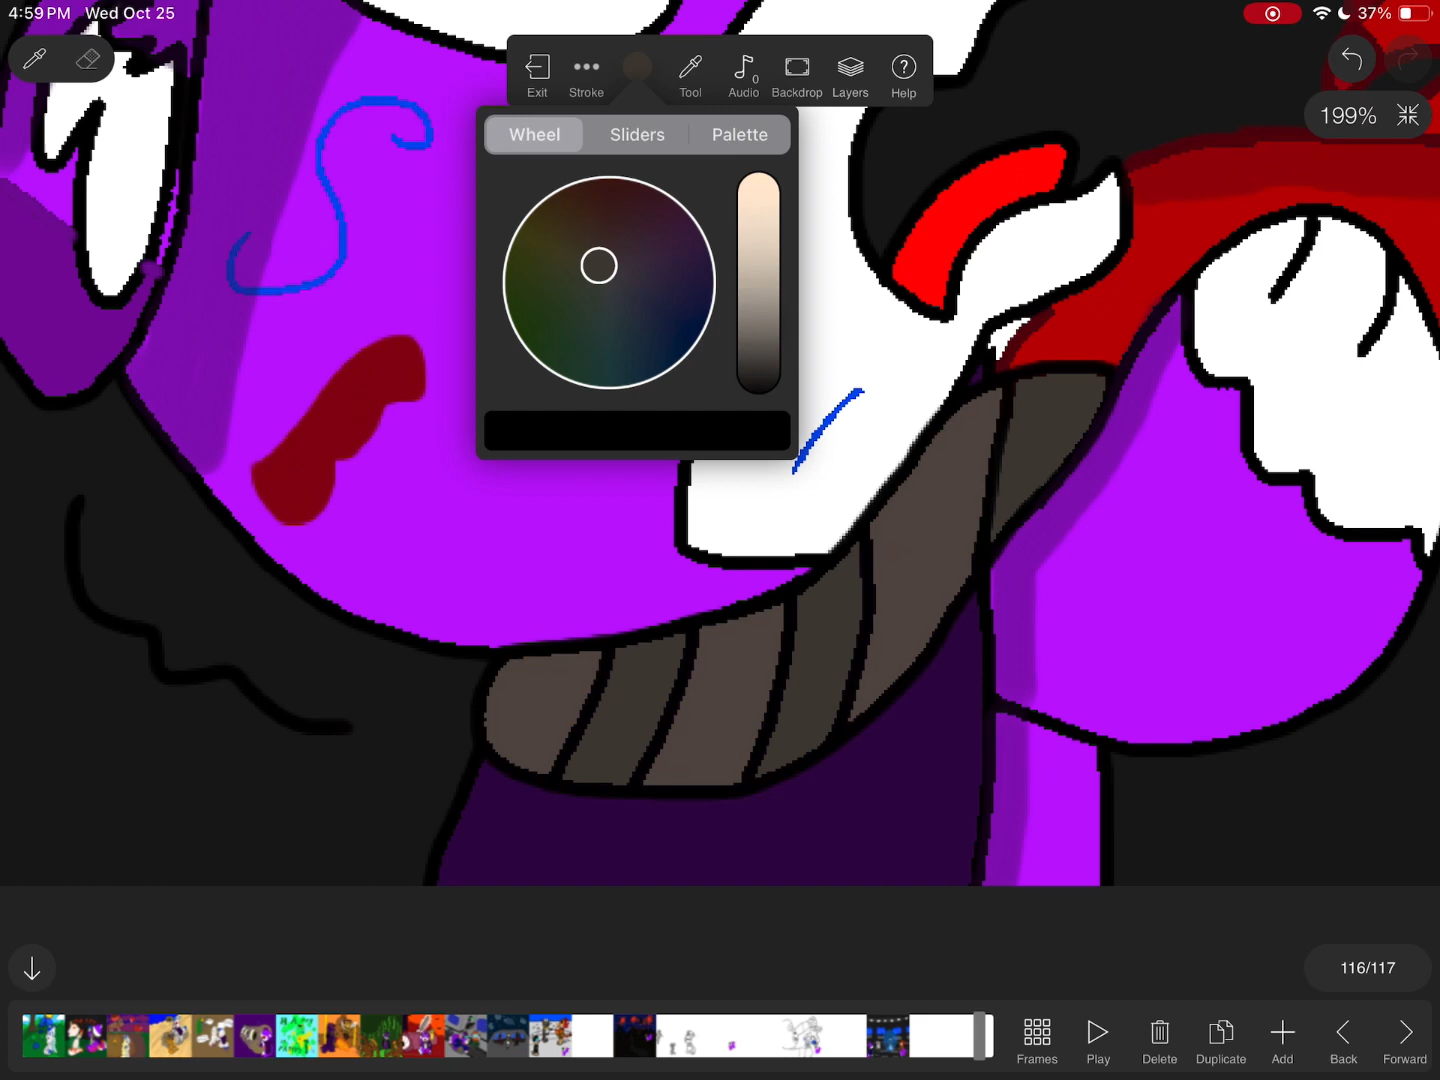 4:59 PM Wed Oct 25
37%
Exit
Stroke
Tool
0
Audio
Backdrop
Layers
?
Help
199%
Wheel
Sliders
Palette
116/117
Frames
Play
Delete
Duplicate
Add
Back
Forward